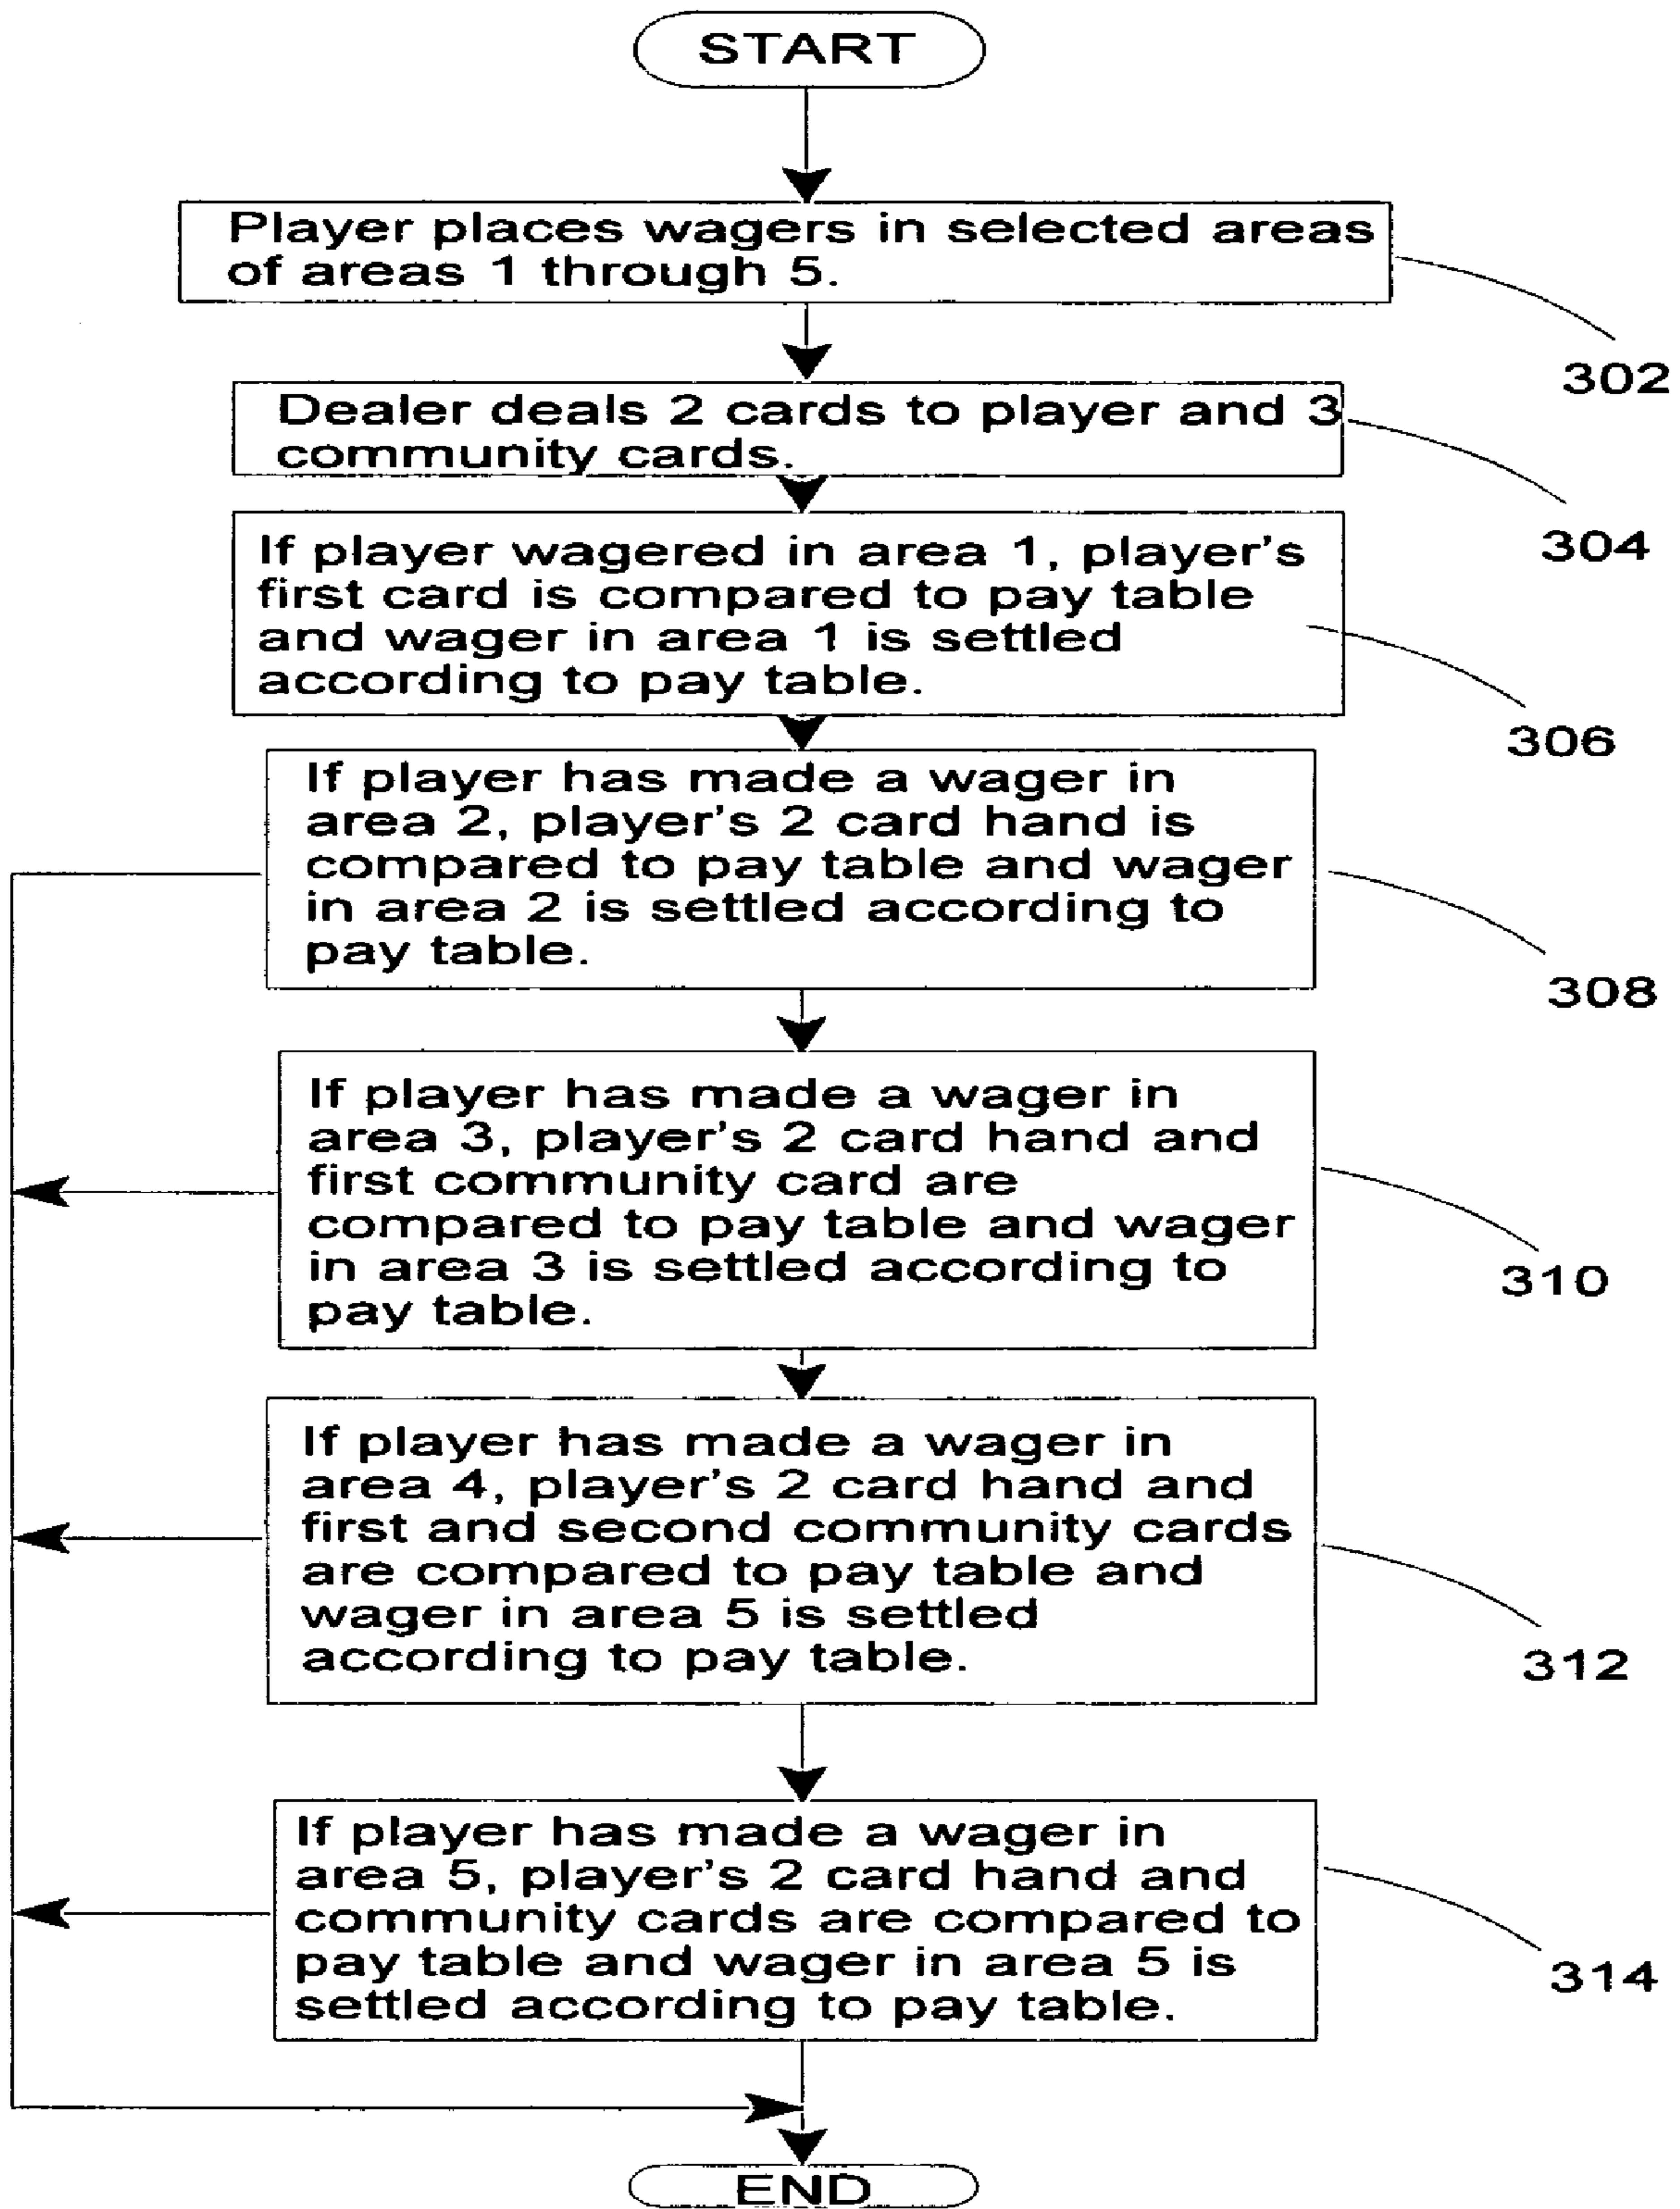 START
Player places wagers in selected areas
of areas 1 through 5.
302
Dealer deals 2 cards to player and 3
community cards.
304
If player wagered in area 1, player's
first card is compared to pay table
and wager in area 1 is settled
according to pay table.
306
If player has made a wager in
area 2, player's 2 card hand is
compared to pay table and wager
in area 2 is settled according to
pay table.
308
If player has made a wager in
area 3, player's 2 card hand and
first community card are
compared to pay table and wager
in area 3 is settled according to
pay table.
310
If player has made a wager in
area 4, player's 2 card hand and
first and second community cards
are compared to pay table and
wager in area 5 is settled
according to pay table.
312
If player has made a wager in
area 5, player's 2 card hand and
community cards are compared to
pay table and wager in area 5 is
settled according to pay table.
314
END